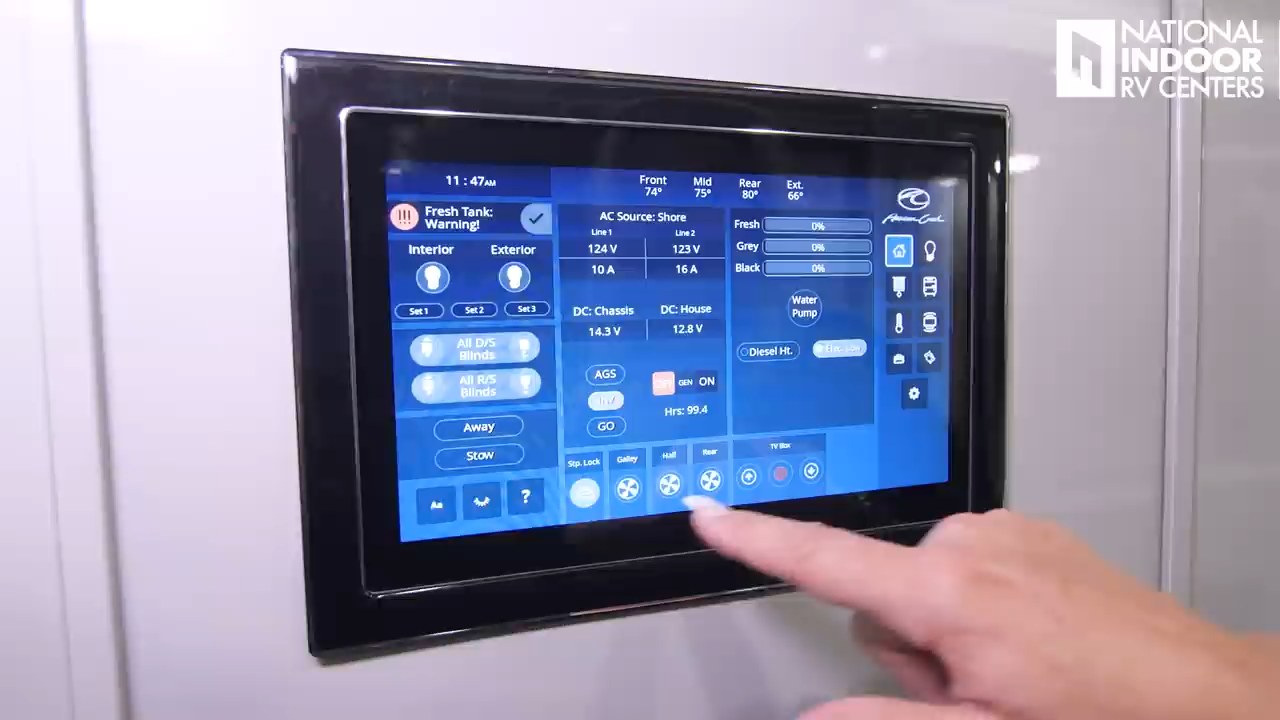 NATIONAL
INDOOR
RV CENTERS
11 : 47AM
Front Mid Rear Ext.
74° 75° 80° 66°
!!! Fresh Tank:
Warning!
Interior Exterior
Set 1 Set 2 Set 3
All D/S
Blinds
All R/S
Blinds
Away
Stow
Aa ?
AC Source: Shore
Line 1 Line 2
124 V 123 V
10 A 16 A
DC: Chassis DC: House
14.3 V 12.8 V
AGS
GO
GEN ON
Hrs: 99.4
Stp. Lock Galley Hall Rear
TV Box
Fresh 0%
Grey 0%
Black 0%
Water
Pump
Diesel Ht.